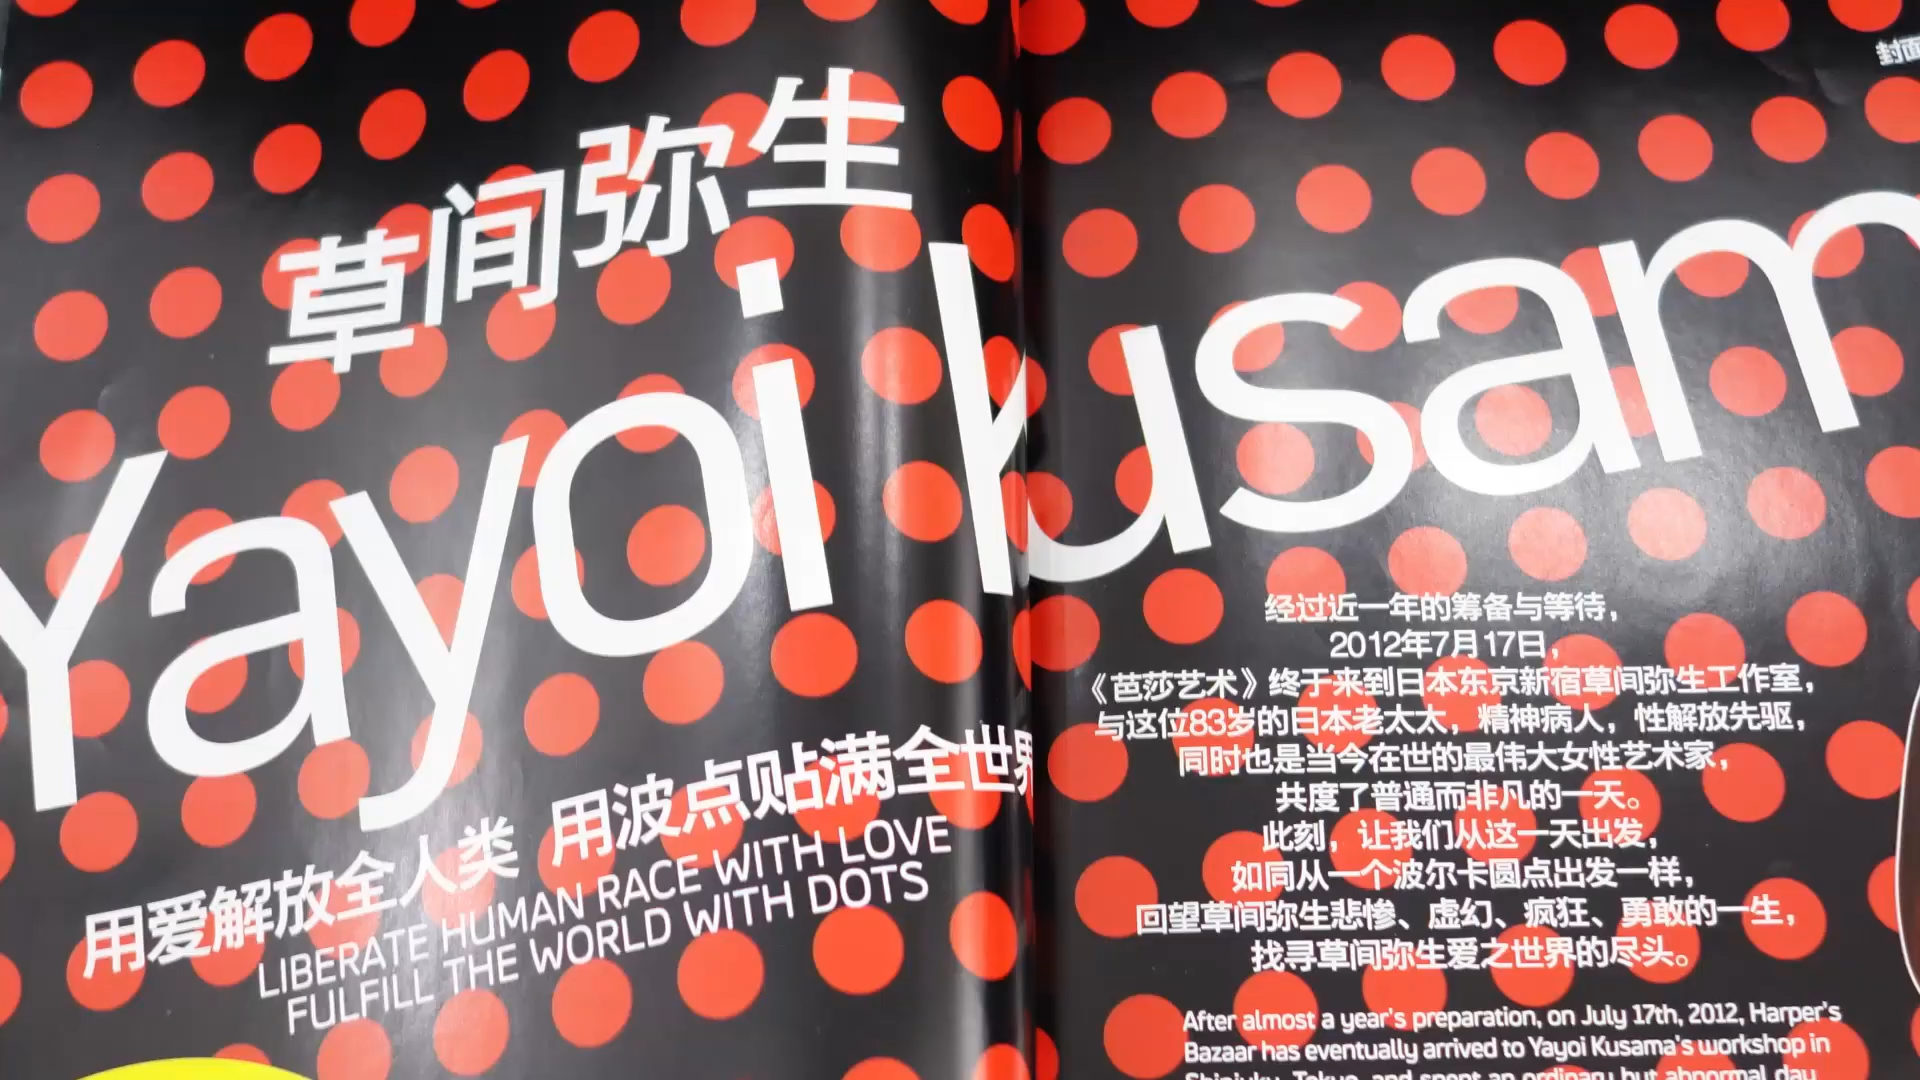 草间弥生
Yayoi kusam
用爱解放全人类 用波点贴满全世界
LIBERATE HUMAN RACE WITH LOVE
FULFILL THE WORLD WITH DOTS
封面
经过近一年的筹备与等待，
2012年7月17日，
《芭莎艺术》终于来到日本东京新宿草间弥生工作室，
与这位83岁的日本老太太，精神病人，性解放先驱，
同时也是当今在世的最伟大女性艺术家，
共度了普通而非凡的一天。
此刻，让我们从这一天出发，
如同从一个波尔卡圆点出发一样，
回望草间弥生悲惨、虚幻、疯狂、勇敢的一生，
找寻草间弥生爱之世界的尽头。
After almost a year's preparation, on July 17th, 2012, Harper's
Bazaar has eventually arrived to Yayoi Kusama's workshop in
Shinjuku, Tokyo, and spent an ordinary but abnormal day